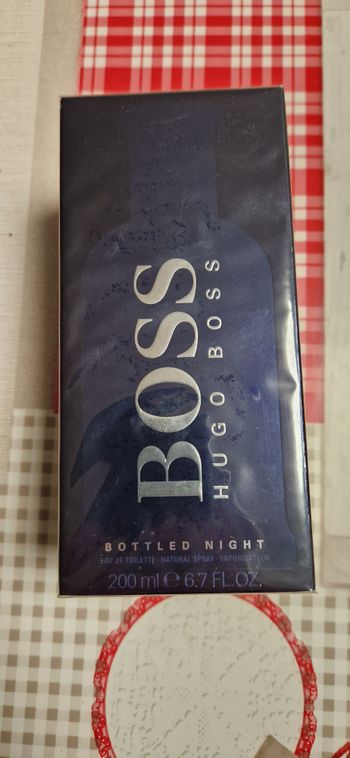 BOSS
HUGO BOSS
BOTTLED NIGHT
EAU DE TOILETTE · NATURAL SPRAY · VAPORISATEUR
200 ml ℮ 6.7 FL.OZ.